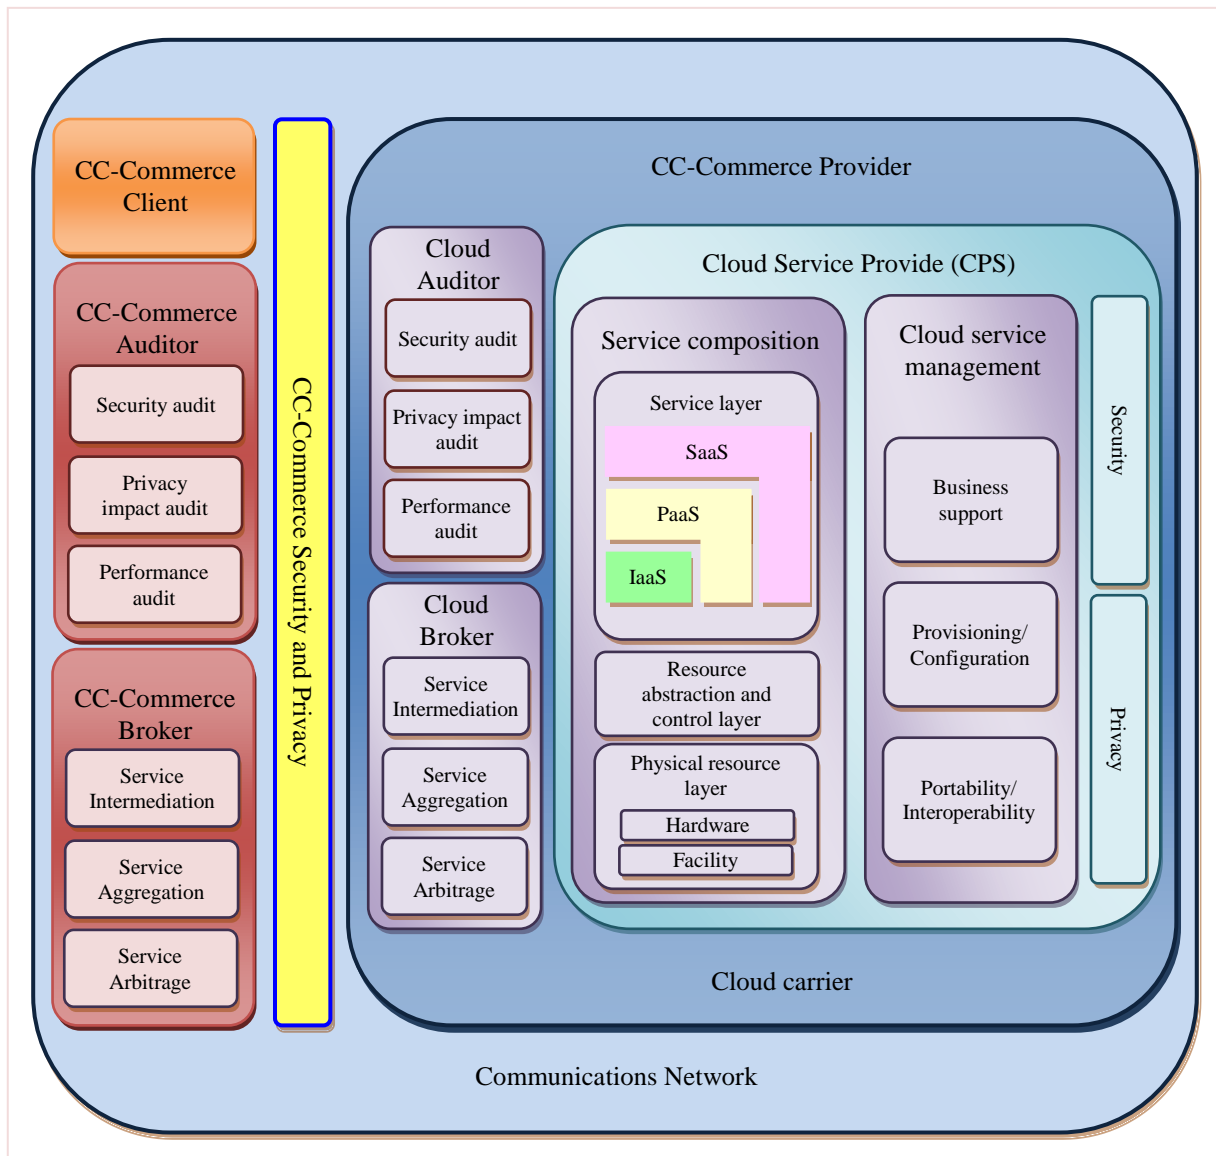 CC-Commerce
Client
CC-Commerce
Auditor
Security audit
Privacy
impact audit
Performance
audit
CC-Commerce
Broker
Service
Intermediation
Service
Aggregation
Service
Arbitrage
CC-Commerce Security and Privacy
CC-Commerce Provider
Cloud
Auditor
Security audit
Privacy impact
audit
Performance
audit
Cloud
Broker
Service
Intermediation
Service
Aggregation
Service
Arbitrage
Cloud Service Provide (CPS)
Service composition
Service layer
SaaS
PaaS
IaaS
Resource
abstraction and
control layer
Physical resource
layer
Hardware
Facility
Cloud service
management
Business
support
Provisioning/
Configuration
Portability/
Interoperability
Security
Privacy
Cloud carrier
Communications Network